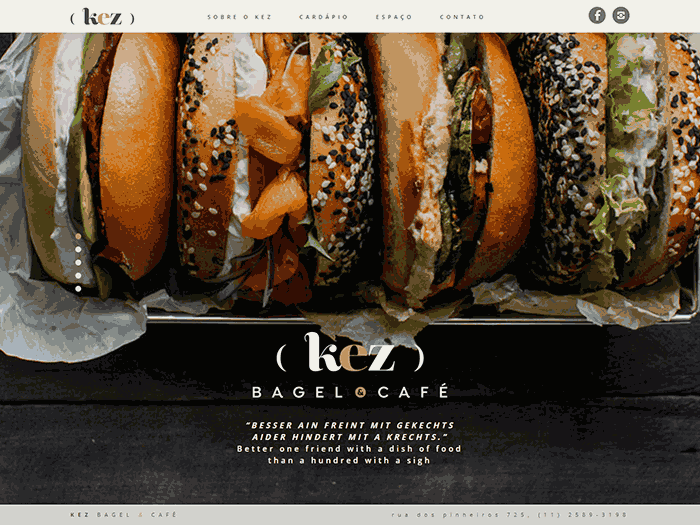 ( kez )
SOBRE O KEZ CARDÁPIO ESPAÇO CONTATO
( kez )
BAGEL & CAFÉ
“BESSER AIN FREINT MIT GEKECHTS
AIDER HINDERT MIT A KRECHTS.”
Better one friend with a dish of food
than a hundred with a sigh
KEZ BAGEL & CAFÉ rua dos pinheiros 725, (11) 2589-3198